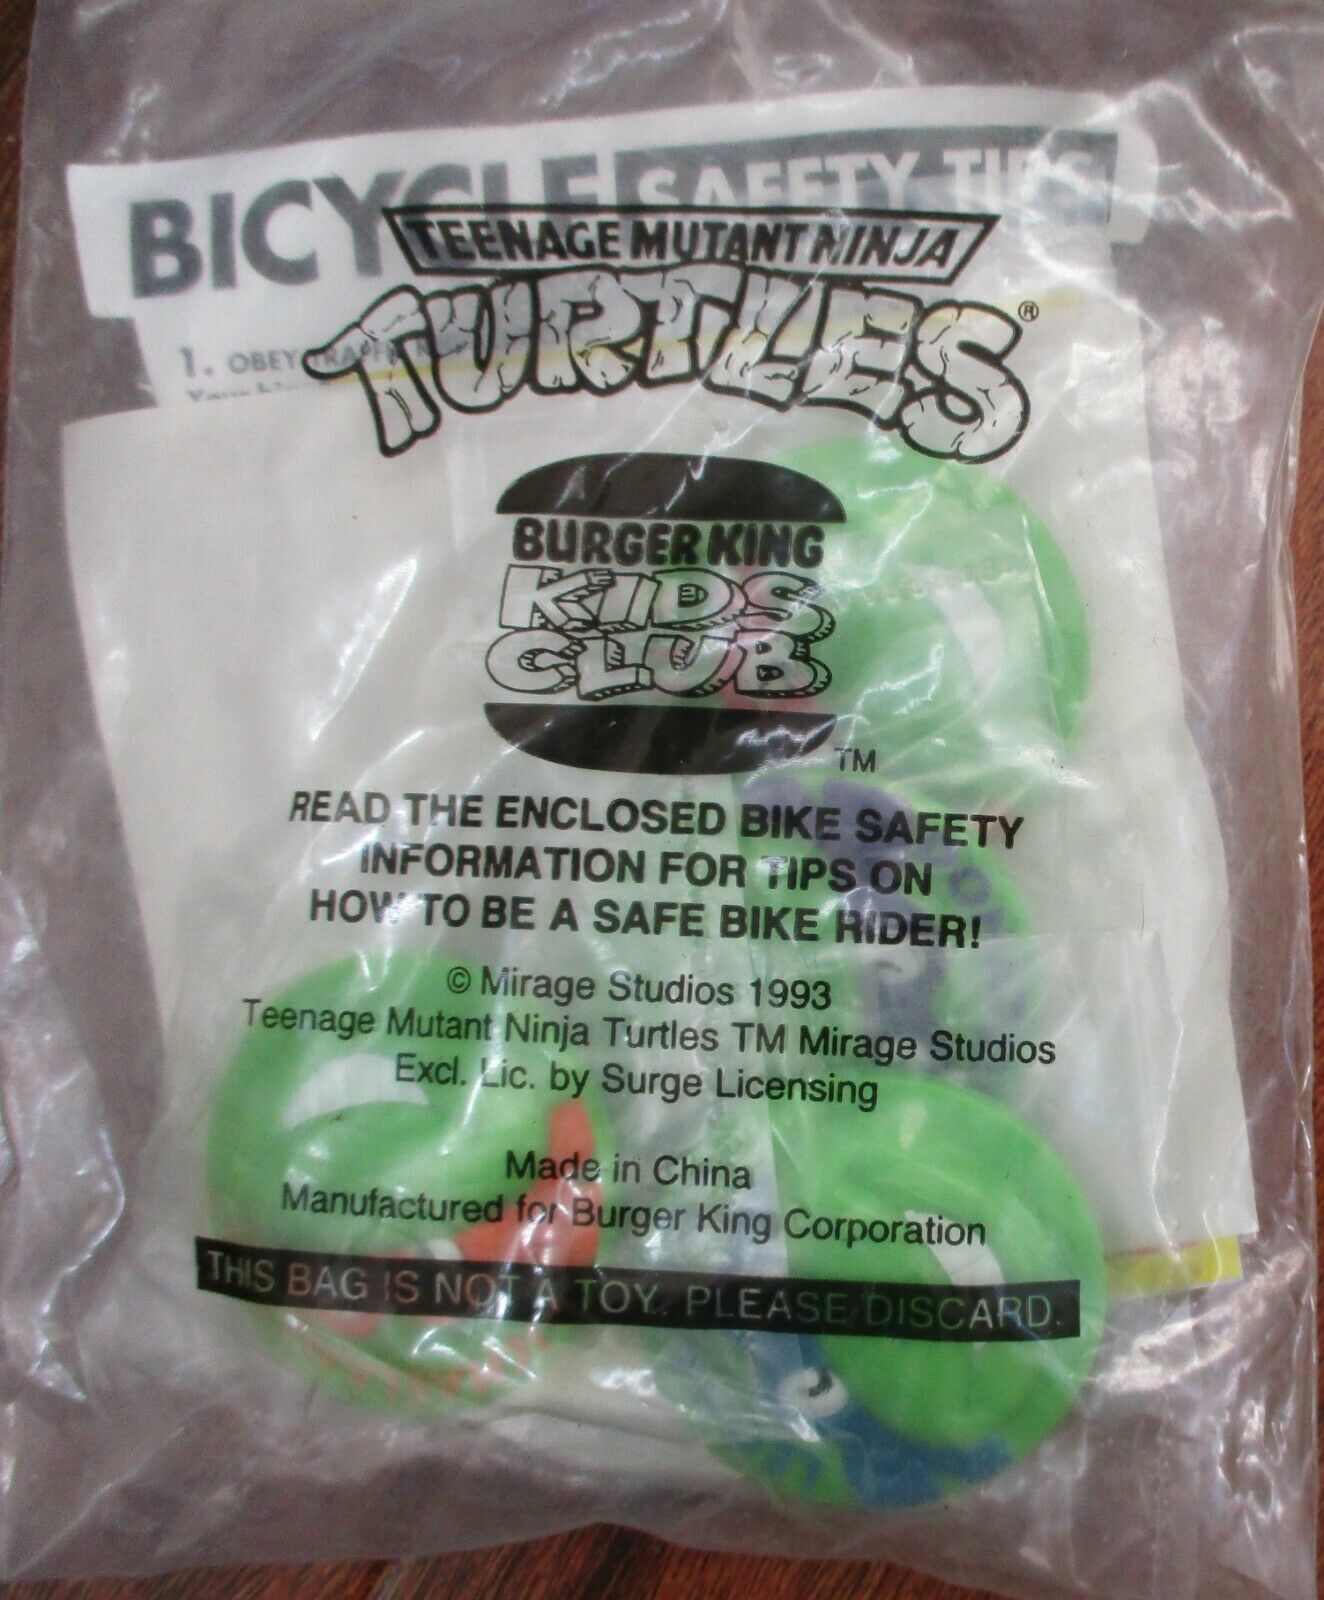 BICYCLE SAFETY TIPS
TEENAGE MUTANT NINJA
TURTLES®
1. OBEY TRAFFIC
BURGER KING
KIDS
CLUB
TM
READ THE ENCLOSED BIKE SAFETY
INFORMATION FOR TIPS ON
HOW TO BE A SAFE BIKE RIDER!
© Mirage Studios 1993
Teenage Mutant Ninja Turtles TM Mirage Studios
Excl. Lic. by Surge Licensing
Made in China
Manufactured for Burger King Corporation
THIS BAG IS NOT A TOY. PLEASE DISCARD.